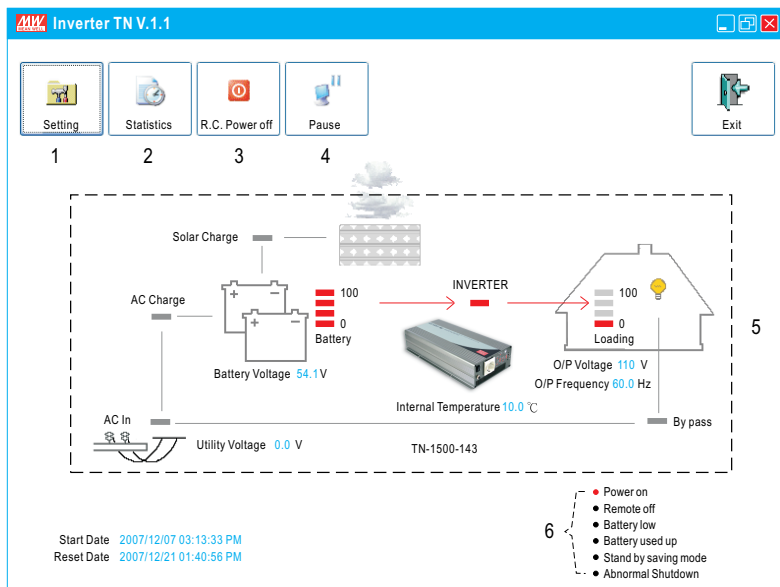 MW MEAN WELL Inverter TN V.1.1
Setting
Statistics
R.C. Power off
Pause
Exit
1
2
3
4
Solar Charge
AC Charge
+ − + −
100
0
Battery
Battery Voltage 54.1 V
INVERTER
100
0
Loading
5
O/P Voltage 110 V
O/P Frequency 60.0 Hz
Internal Temperature 10.0 ℃
AC In
By pass
Utility Voltage 0.0 V
TN-1500-143
6
Power on
Remote off
Battery low
Battery used up
Stand by saving mode
Abnormal Shutdown
Start Date 2007/12/07 03:13:33 PM
Reset Date 2007/12/21 01:40:56 PM